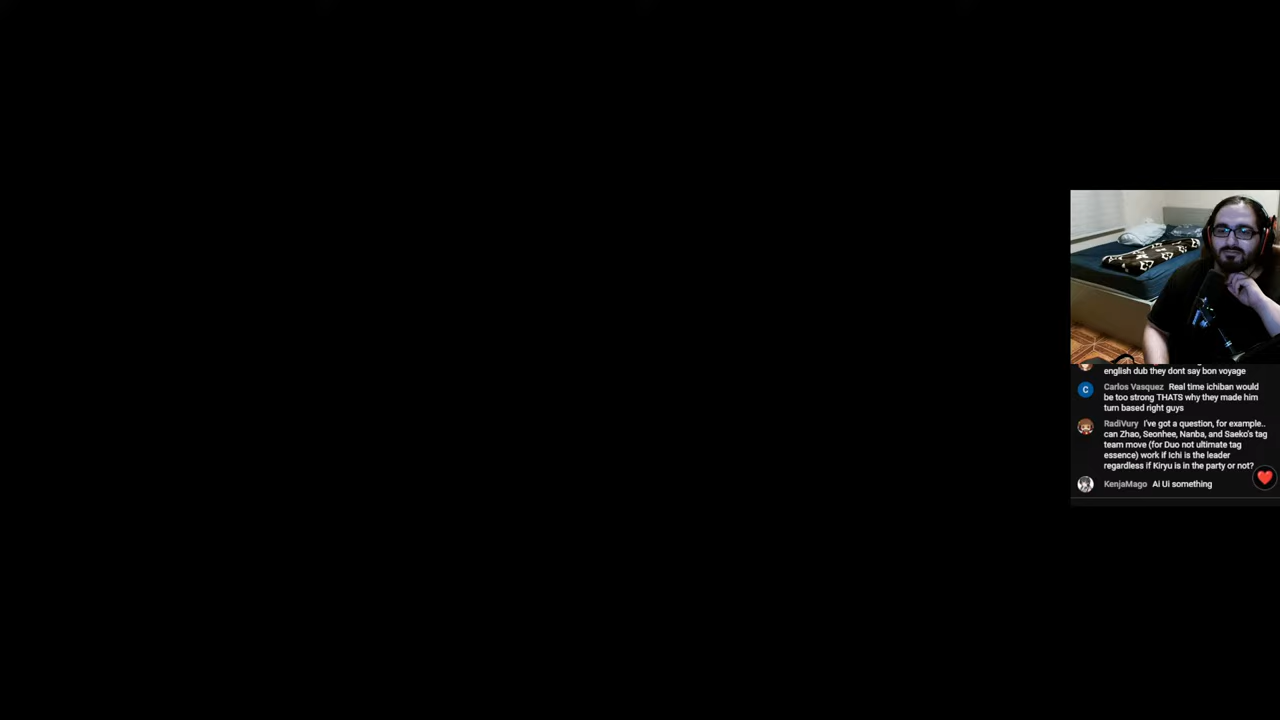 english dub they dont say bon voyage
C Carlos Vasquez Real time ichiban would
be too strong THATS why they made him
turn based right guys
RadiVury I've got a question, for example..
can Zhao, Seonhee, Nanba, and Saeko's tag
team move (for Duo not ultimate tag
essence) work if Ichi is the leader
regardless if Kiryu is in the party or not?
KenjaMago Ai Ui something